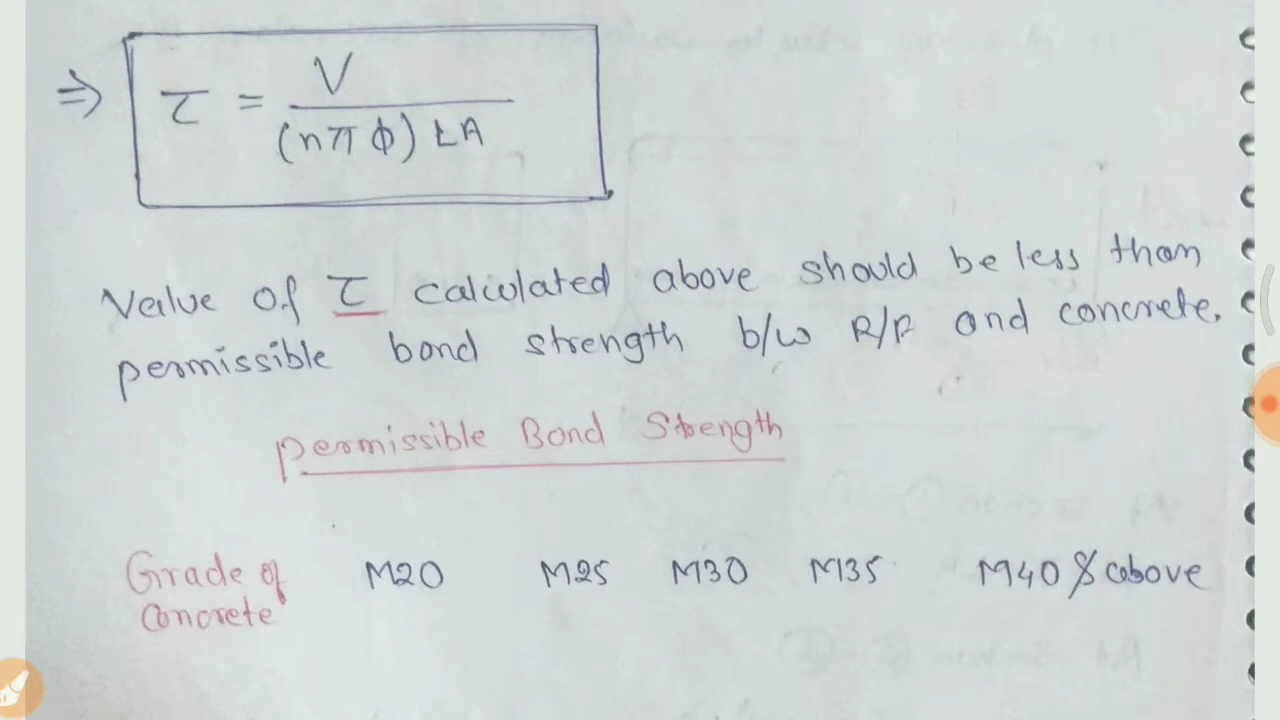 ⇒ τ = V / (nπ ϕ) LA
Value of τ calculated above should be less than
permissible bond strength b/w R/F and concrete.
Permissible Bond Strength
Grade of Concrete M20 M25 M30 M35 M40 & above